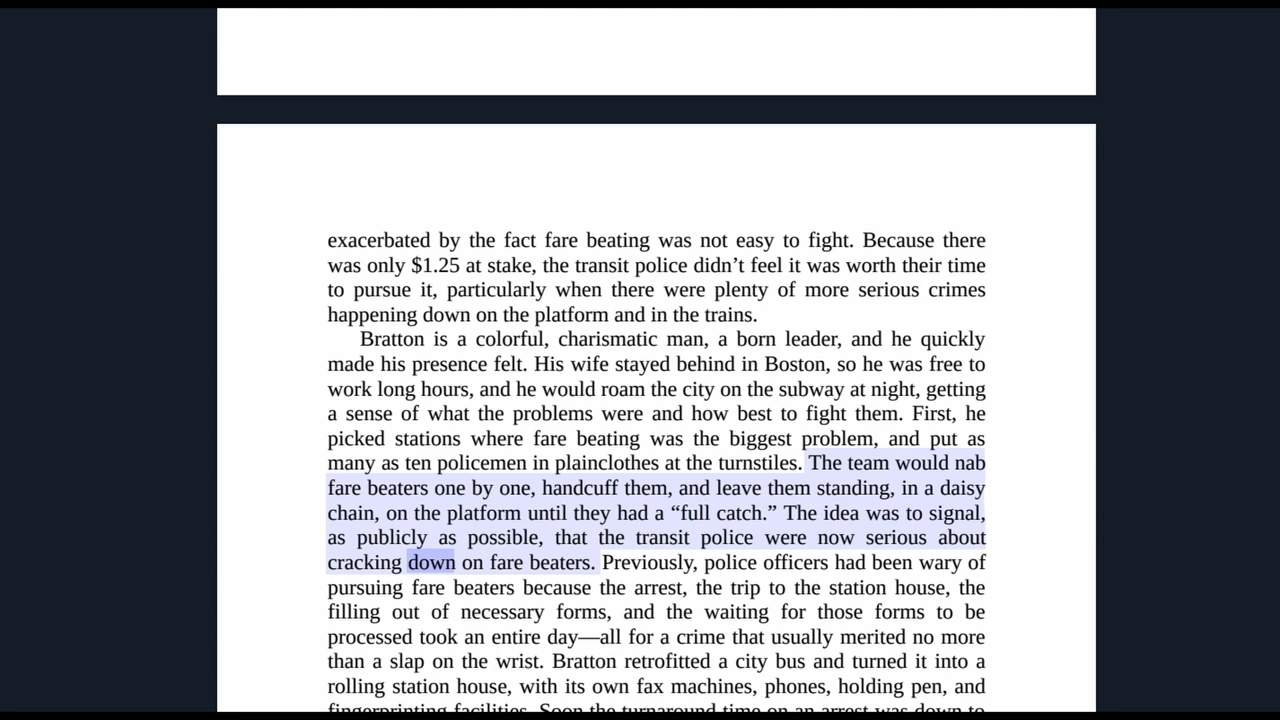 exacerbated by the fact fare beating was not easy to fight. Because there
was only $1.25 at stake, the transit police didn’t feel it was worth their time
to pursue it, particularly when there were plenty of more serious crimes
happening down on the platform and in the trains.
Bratton is a colorful, charismatic man, a born leader, and he quickly
made his presence felt. His wife stayed behind in Boston, so he was free to
work long hours, and he would roam the city on the subway at night, getting
a sense of what the problems were and how best to fight them. First, he
picked stations where fare beating was the biggest problem, and put as
many as ten policemen in plainclothes at the turnstiles. The team would nab
fare beaters one by one, handcuff them, and leave them standing, in a daisy
chain, on the platform until they had a “full catch.” The idea was to signal,
as publicly as possible, that the transit police were now serious about
cracking down on fare beaters. Previously, police officers had been wary of
pursuing fare beaters because the arrest, the trip to the station house, the
filling out of necessary forms, and the waiting for those forms to be
processed took an entire day—all for a crime that usually merited no more
than a slap on the wrist. Bratton retrofitted a city bus and turned it into a
rolling station house, with its own fax machines, phones, holding pen, and
fingerprinting facilities. Soon the turnaround time on an arrest was down to